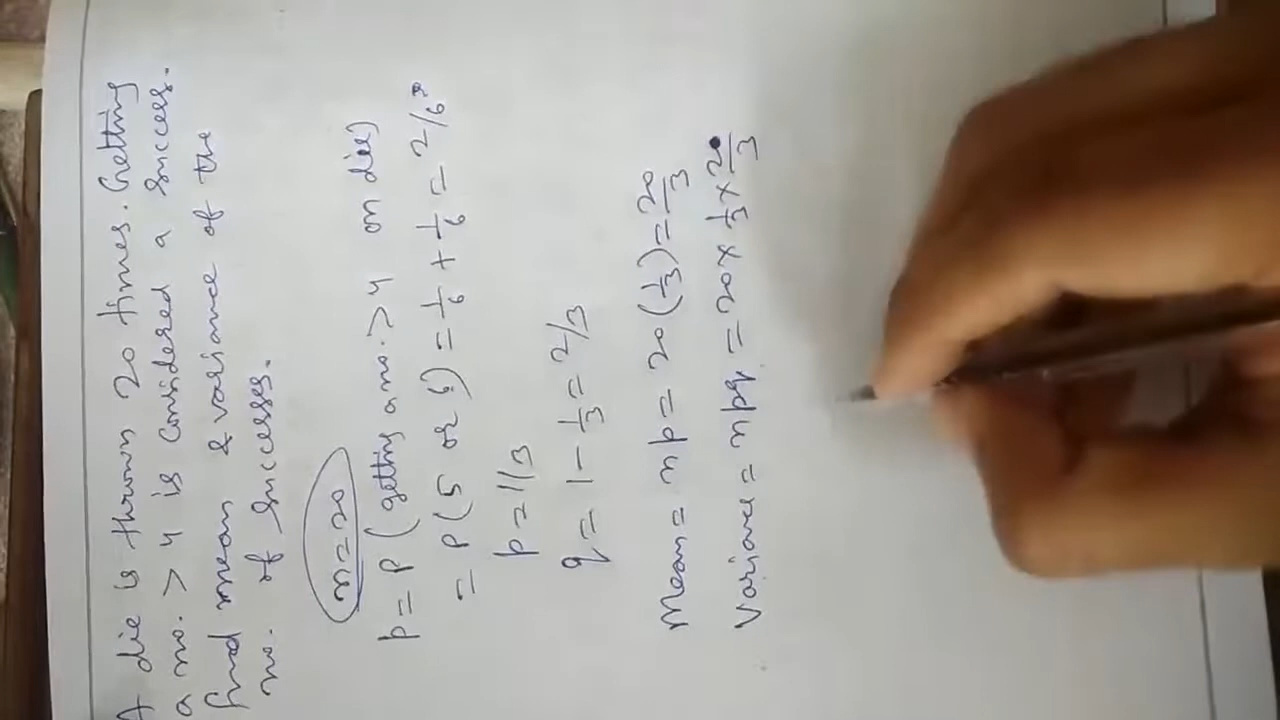 A die is thrown 20 times. Getting
a no. > 4 is considered a success.
find mean & variance of the
no. of successes.
n = 20
p = P (getting a no. > 4 on die)
= P(5 or 6) = 1/6 + 1/6 = 2/6
p = 1/3
q = 1 - 1/3 = 2/3
Mean = np = 20 (1/3) = 20/3
Variance = npq = 20 x 1/3 x 2/3